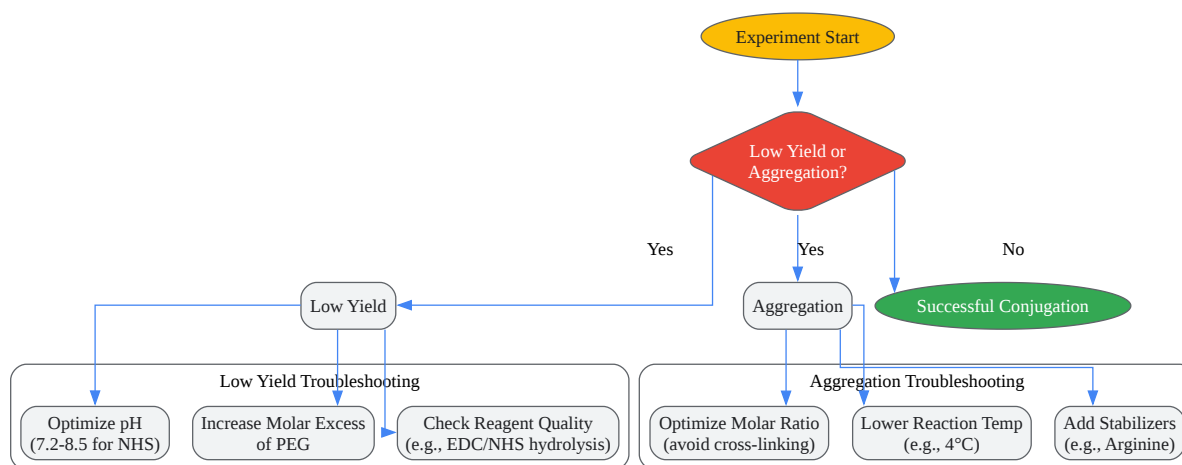 Experiment Start
Low Yield or
Aggregation?
Yes
Yes
No
Low Yield
Aggregation
Successful Conjugation
Low Yield Troubleshooting
Optimize pH
(7.2-8.5 for NHS)
Increase Molar Excess
of PEG
Check Reagent Quality
(e.g., EDC/NHS hydrolysis)
Aggregation Troubleshooting
Optimize Molar Ratio
(avoid cross-linking)
Lower Reaction Temp
(e.g., 4°C)
Add Stabilizers
(e.g., Arginine)